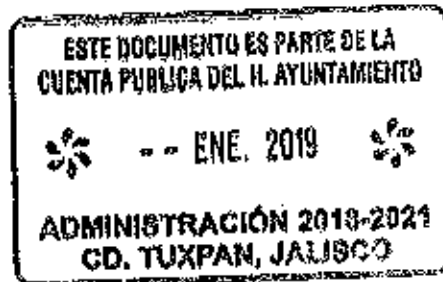 ESTE DOCUMENTO ES PARTE DE LA
CUENTA PUBLICA DEL H. AYUNTAMIENTO
-- ENE. 2019
ADMINISTRACIÓN 2018-2021
CD. TUXPAN, JALISCO